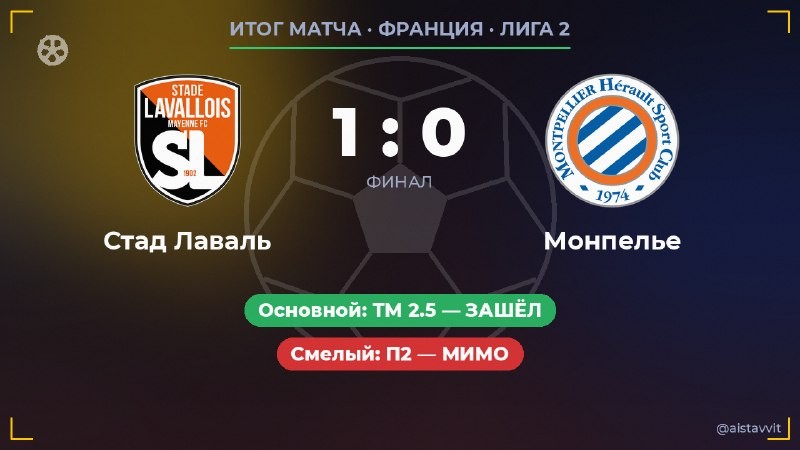 ИТОГ МАТЧА · ФРАНЦИЯ · ЛИГА 2
STADE
LAVALLOIS
MAYENNE FC
SL
1902
1 : 0
ФИНАЛ
MONTPELLIER Hérault Sport Club
· 1974 ·
Стад Лаваль
Монпелье
Основной: ТМ 2.5 — ЗАШЁЛ
Смелый: П2 — МИМО
@aistavvit